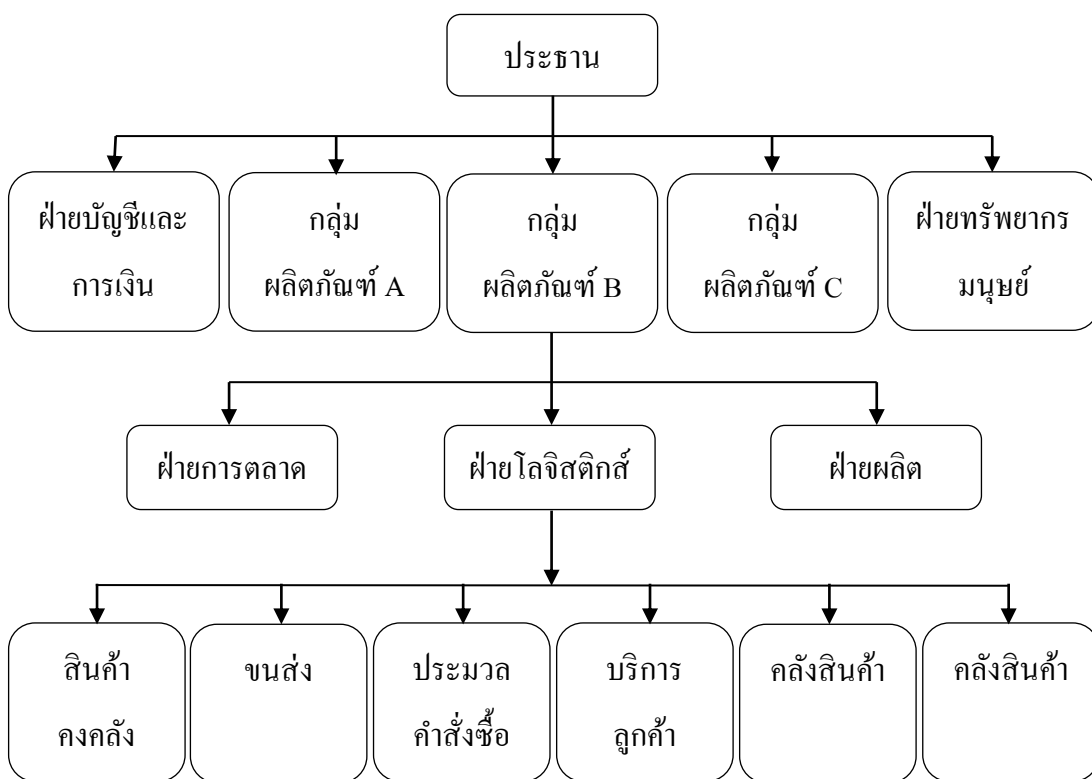 ประธาน
ฝ่ายบัญชีและ
การเงิน
กลุ่ม
ผลิตภัณฑ์ A
กลุ่ม
ผลิตภัณฑ์ B
กลุ่ม
ผลิตภัณฑ์ C
ฝ่ายทรัพยากร
มนุษย์
ฝ่ายการตลาด
ฝ่ายโลจิสติกส์
ฝ่ายผลิต
สินค้า
คงคลัง
ขนส่ง
ประมวล
คำสั่งซื้อ
บริการ
ลูกค้า
คลังสินค้า
คลังสินค้า